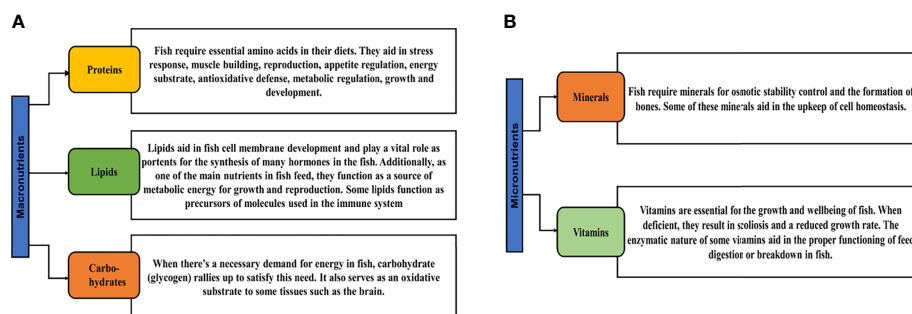 A
Macronutrients
Proteins
Fish require essential amino acids in their diets. They aid in stress
response, muscle building, reproduction, appetite regulation, energy
substrate, antioxidative defense, metabolic regulation, growth and
development.
Lipids
Lipids aid in fish cell membrane development and play a vital role as
portents for the synthesis of many hormones in the fish. Additionally, as
one of the main nutrients in fish feed, they function as a source of
metabolic energy for growth and reproduction. Some lipids function as
precursors of molecules used in the immune system
Carbo-
hydrates
When there's a necessary demand for energy in fish, carbohydrate
(glycogen) rallies up to satisfy this need. It also serves as an oxidative
substrate to some tissues such as the brain.
B
Micronutrients
Minerals
Fish require minerals for osmotic stability control and the formation of
bones. Some of these minerals aid in the upkeep of cell homeostasis.
Vitamins
Vitamins are essential for the growth and wellbeing of fish. When
deficient, they result in scoliosis and a reduced growth rate. The
enzymatic nature of some vitamins aid in the proper functioning of feed
digestion or breakdown in fish.